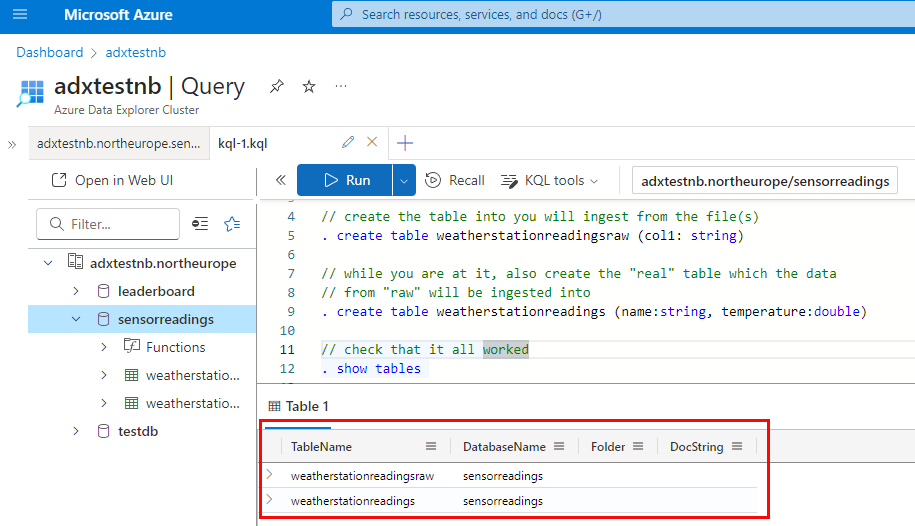 Microsoft Azure
Search resources, services, and docs (G+/)
Dashboard > adxtestnb
adxtestnb | Query
Azure Data Explorer Cluster
adxtestnb.northeurope.sen...
kql-1.kql
Open in Web UI
Run
Recall
KQL tools
adxtestnb.northeurope/sensorreadings
Filter...
adxtestnb.northeurope
leaderboard
sensorreadings
Functions
weatherstatio...
weatherstatio...
testdb
4 // create the table into you will ingest from the file(s)
5 . create table weatherstationreadingsraw (col1: string)
6
7 // while you are at it, also create the "real" table which the data
8 // from "raw" will be ingested into
9 . create table weatherstationreadings (name:string, temperature:double)
10
11 // check that it all worked
12 . show tables
Table 1
TableName DatabaseName Folder DocString
weatherstationreadingsraw sensorreadings
weatherstationreadings sensorreadings